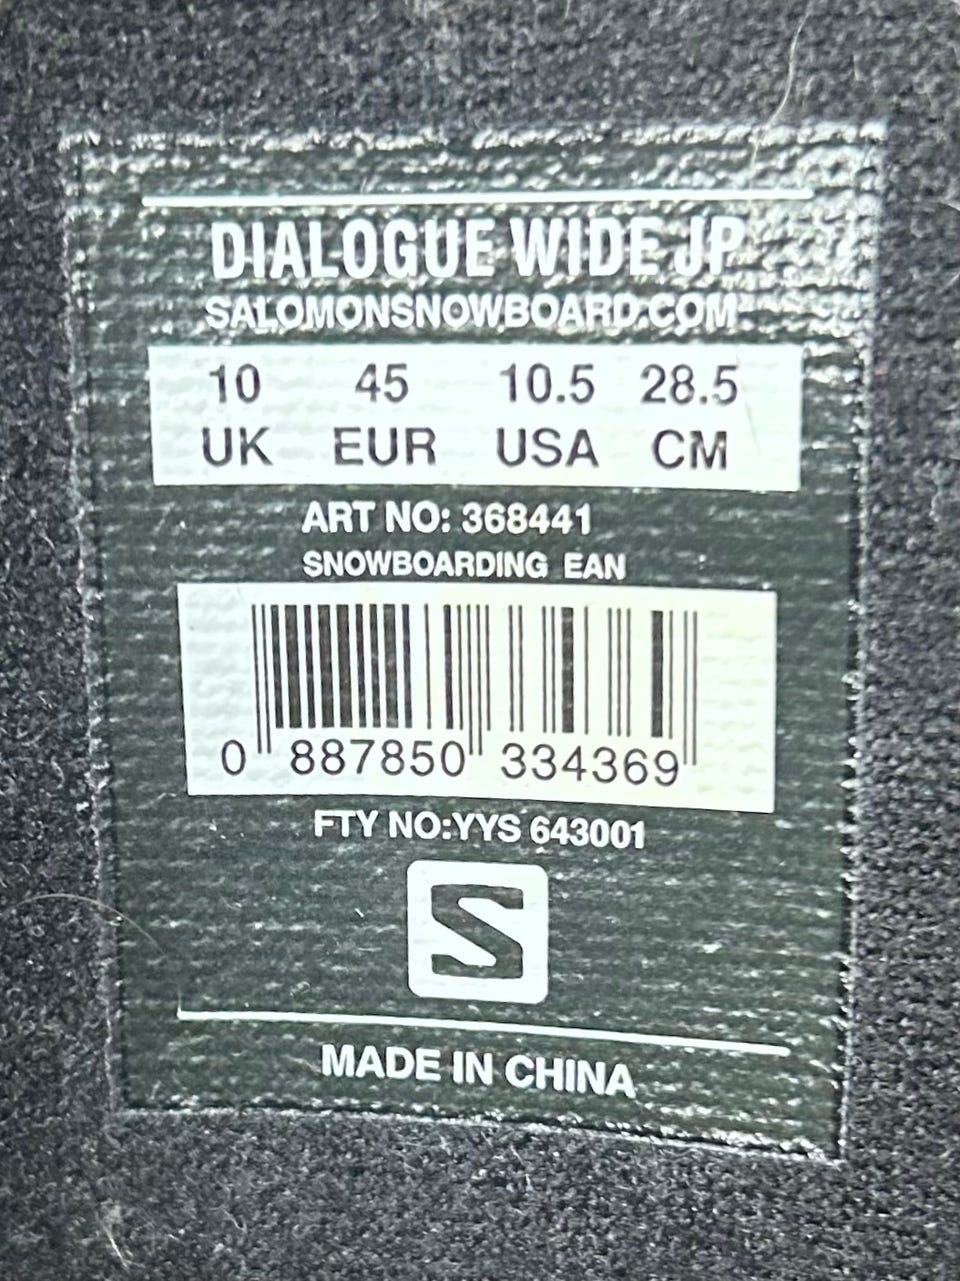 DIALOGUE WIDE JP
SALOMONSNOWBOARD.COM
10 45 10.5 28.5
UK EUR USA CM
ART NO: 368441
SNOWBOARDING EAN
0 887850 334369
FTY NO:YYS 643001
S
MADE IN CHINA